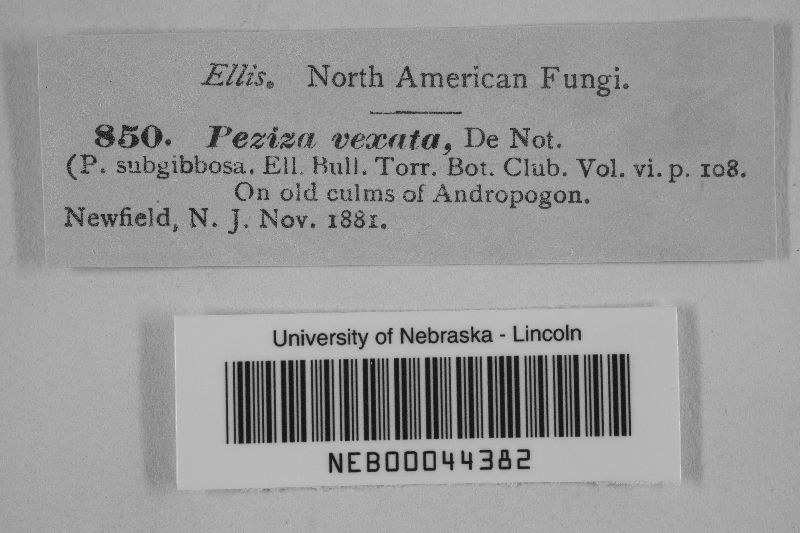 Ellis. North American Fungi.
850. Peziza vexata, De Not.
(P. subgibbosa. Ell. Bull. Torr. Bot. Club. Vol. vi. p. 108.
On old culms of Andropogon.
Newfield, N. J. Nov. 1881.
University of Nebraska - Lincoln
NEB00044382